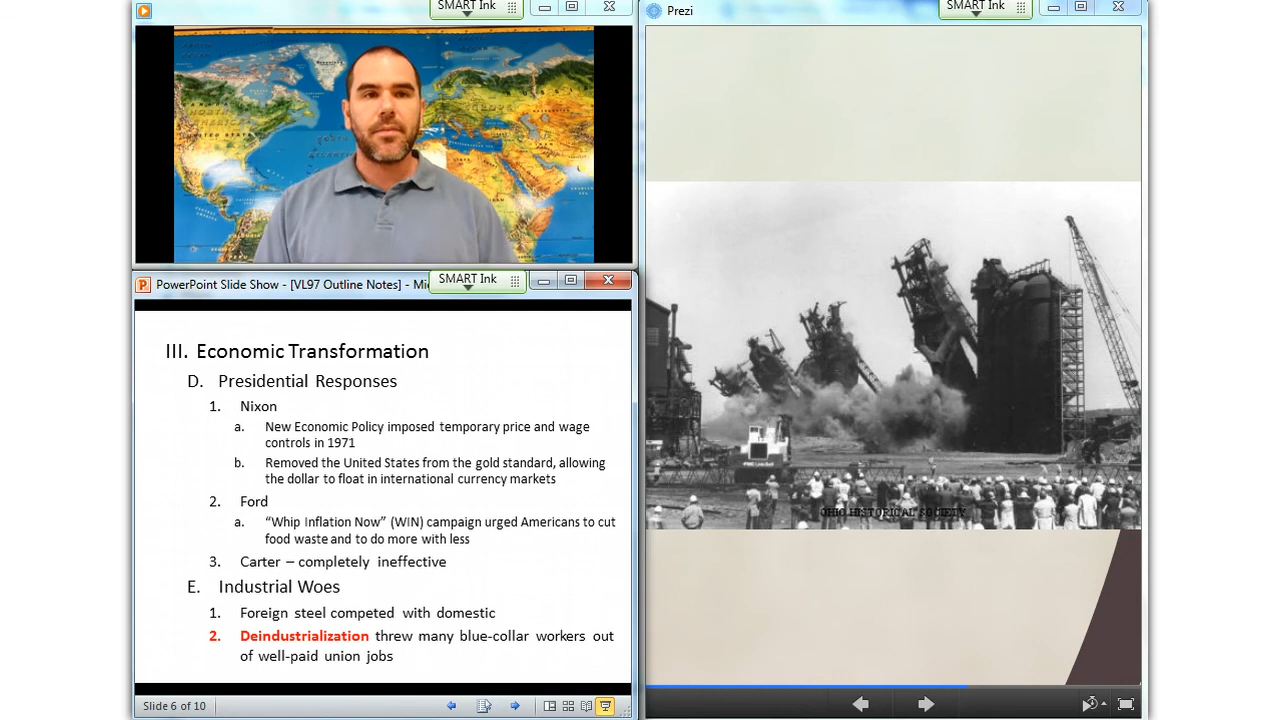 SMART Ink
SMART Ink
Prezi
SMART Ink
PowerPoint Slide Show - [VL97 Outline Notes] - Mi
III. Economic Transformation
D. Presidential Responses
1. Nixon
a. New Economic Policy imposed temporary price and wage
controls in 1971
b. Removed the United States from the gold standard, allowing
the dollar to float in international currency markets
2. Ford
a. “Whip Inflation Now” (WIN) campaign urged Americans to cut
food waste and to do more with less
3. Carter – completely ineffective
E. Industrial Woes
1. Foreign steel competed with domestic
2. Deindustrialization threw many blue-collar workers out
of well-paid union jobs
Slide 6 of 10
OHIO HISTORICAL SOCIETY